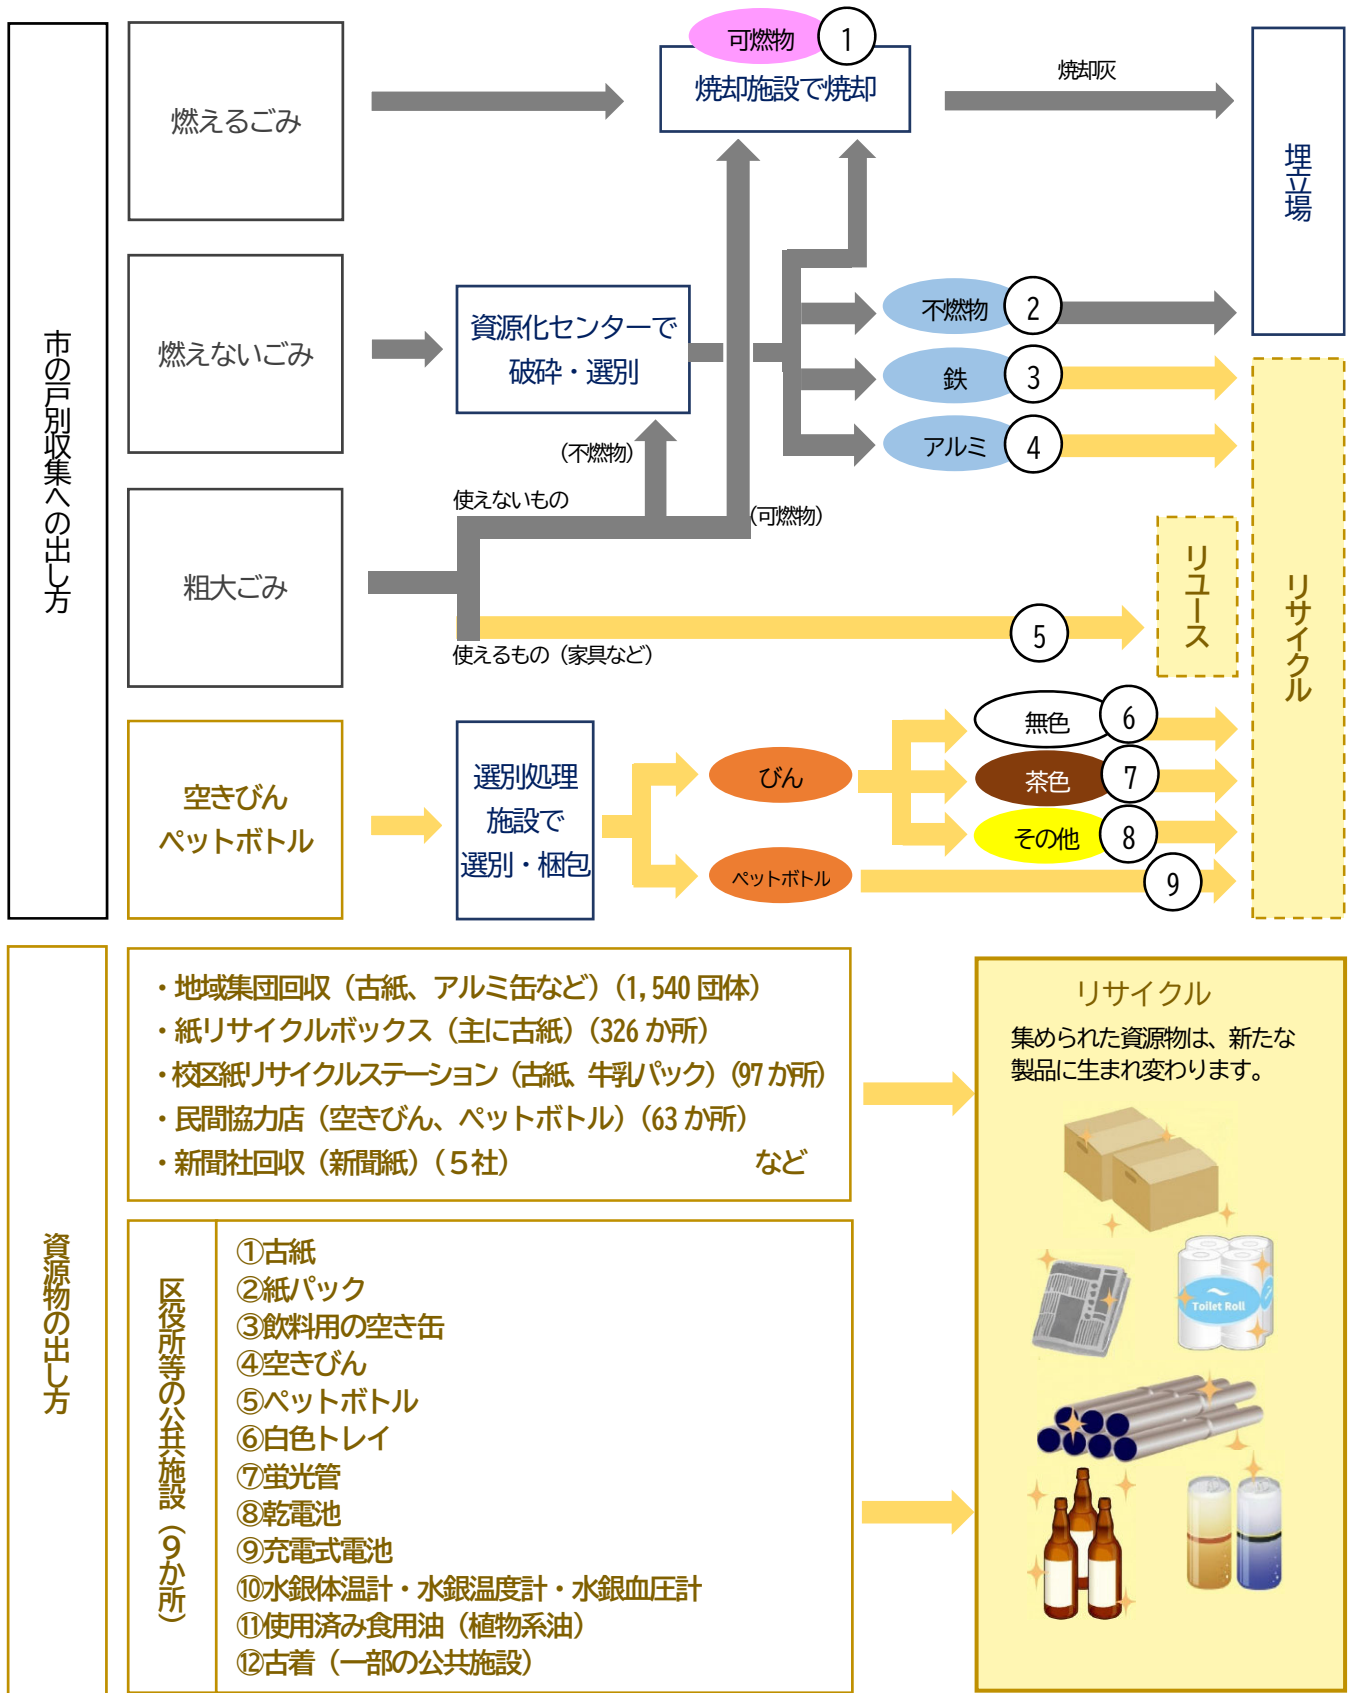 市の戸別収集への出し方
燃えるごみ
可燃物
1
焼却施設で焼却
焼却灰
埋立場
燃えないごみ
資源化センターで
破砕・選別
不燃物
2
鉄
3
アルミ
4
(不燃物)
使えないもの
(可燃物)
粗大ごみ
使えるもの（家具など）
5
リユース
リサイクル
空きびん
ペットボトル
選別処理
施設で
選別・梱包
びん
ペットボトル
無色
6
茶色
7
その他
8
9
資源物の出し方
・地域集団回収（古紙、アルミ缶など）（1,540 団体）
・紙リサイクルボックス（主に古紙）（326 か所）
・校区紙リサイクルステーション（古紙、牛乳パック）（97 か所）
・民間協力店（空きびん、ペットボトル）（63 か所）
・新聞社回収（新聞紙）（５社） など
区役所等の公共施設（９か所）
①古紙
②紙パック
③飲料用の空き缶
④空きびん
⑤ペットボトル
⑥白色トレイ
⑦蛍光管
⑧乾電池
⑨充電式電池
⑩水銀体温計・水銀温度計・水銀血圧計
⑪使用済み食用油（植物系油）
⑫古着（一部の公共施設）
リサイクル
集められた資源物は、新たな
製品に生まれ変わります。
Toilet Roll